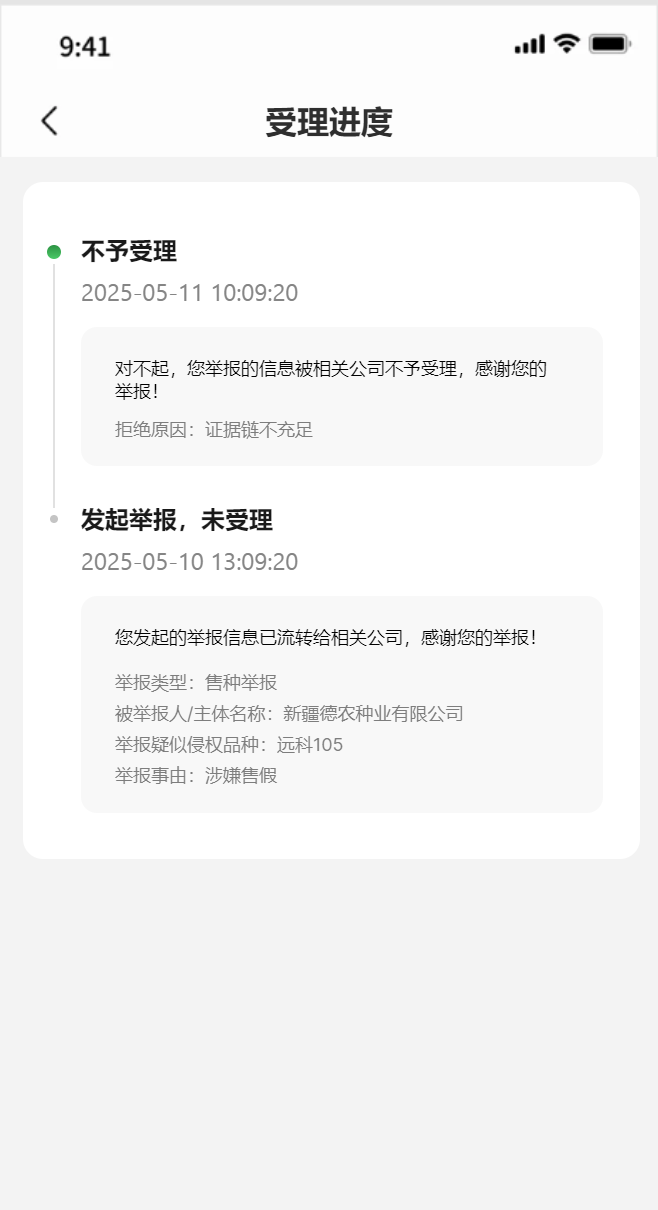 9:41
受理进度
不予受理
2025-05-11 10:09:20
对不起，您举报的信息被相关公司不予受理，感谢您的
举报！
拒绝原因：证据链不充足
发起举报，未受理
2025-05-10 13:09:20
您发起的举报信息已流转给相关公司，感谢您的举报！
举报类型：售种举报
被举报人/主体名称：新疆德农种业有限公司
举报疑似侵权品种：远科105
举报事由：涉嫌售假